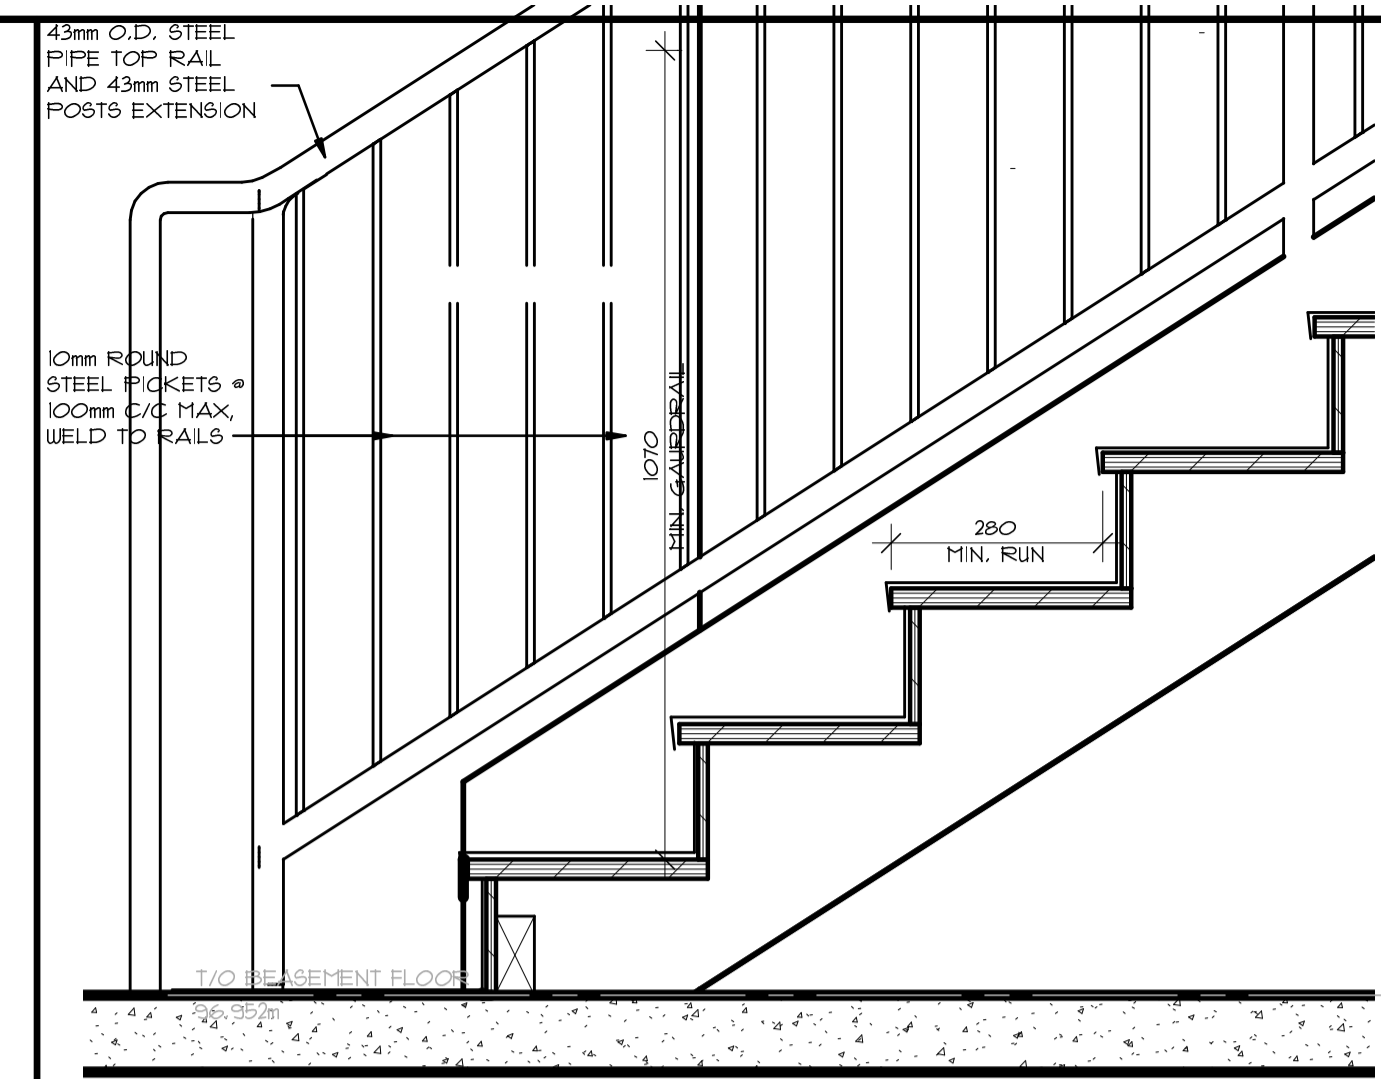 43mm O.D. STEEL
PIPE TOP RAIL
AND 43mm STEEL
POSTS EXTENSION
10mm ROUND
STEEL PICKETS @
100mm C/C MAX,
WELD TO RAILS
1070
MIN. GAURDRAIL
280
MIN. RUN
T/O BEASEMENT FLOOR
96.952m